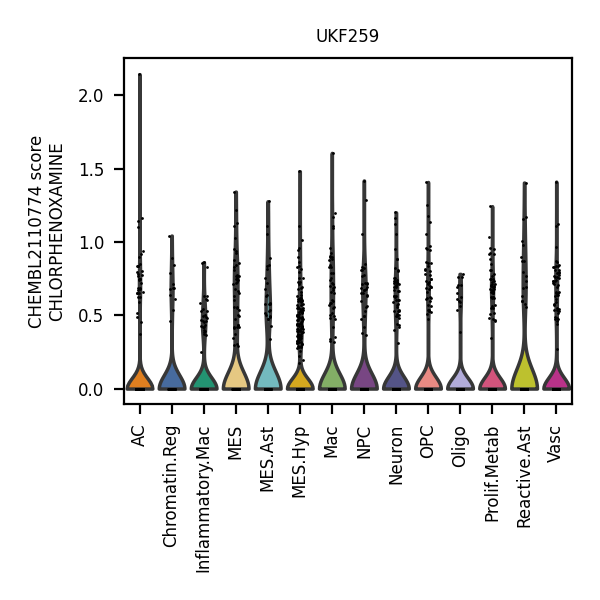 UKF259
CHEMBL2110774 score
CHLORPHENOXAMINE
2.0
1.5
1.0
0.5
0.0
AC
Chromatin.Reg
Inflammatory.Mac
MES
MES.Ast
MES.Hyp
Mac
NPC
Neuron
OPC
Oligo
Prolif.Metab
Reactive.Ast
Vasc